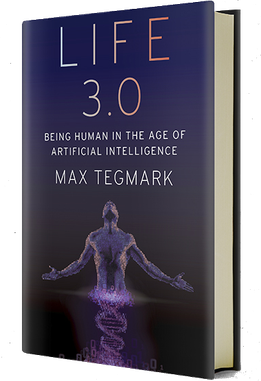 LIFE
3.0
BEING HUMAN IN THE AGE OF
ARTIFICIAL INTELLIGENCE
MAX TEGMARK